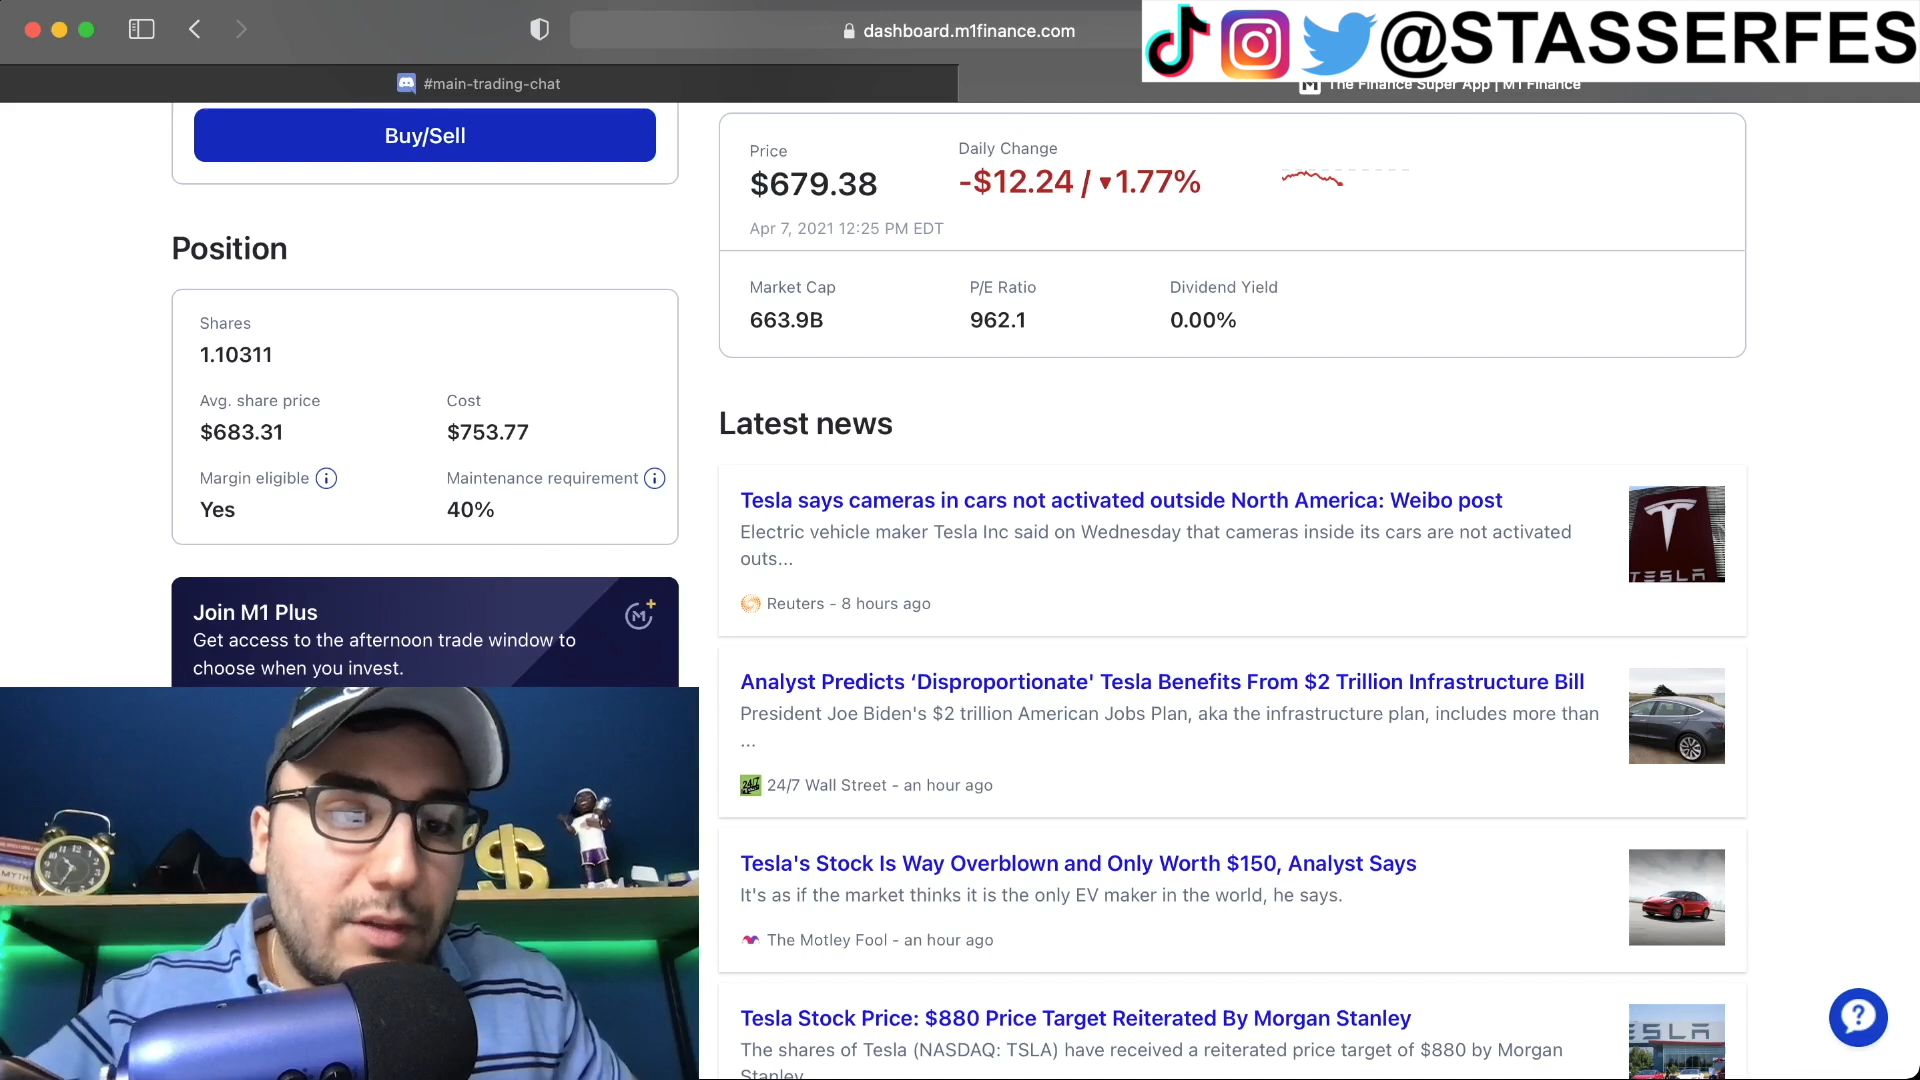 dashboard.m1finance.com
@STASSERFES
#main-trading-chat
The Finance Super App | M1 Finance
Buy/Sell
Position
Shares
1.10311
Avg. share price
Cost
$683.31
$753.77
Margin eligible
Maintenance requirement
Yes
40%
Join M1 Plus
Get access to the afternoon trade window to
choose when you invest.
Price
Daily Change
$679.38
-$12.24 / ▼1.77%
Apr 7, 2021 12:25 PM EDT
Market Cap
P/E Ratio
Dividend Yield
663.9B
962.1
0.00%
Latest news
Tesla says cameras in cars not activated outside North America: Weibo post
Electric vehicle maker Tesla Inc said on Wednesday that cameras inside its cars are not activated
outs...
Reuters - 8 hours ago
TESLA
Analyst Predicts ‘Disproportionate' Tesla Benefits From $2 Trillion Infrastructure Bill
President Joe Biden's $2 trillion American Jobs Plan, aka the infrastructure plan, includes more than
...
24/7 Wall Street - an hour ago
Tesla's Stock Is Way Overblown and Only Worth $150, Analyst Says
It's as if the market thinks it is the only EV maker in the world, he says.
The Motley Fool - an hour ago
Tesla Stock Price: $880 Price Target Reiterated By Morgan Stanley
The shares of Tesla (NASDAQ: TSLA) have received a reiterated price target of $880 by Morgan
Stanley
TESLA